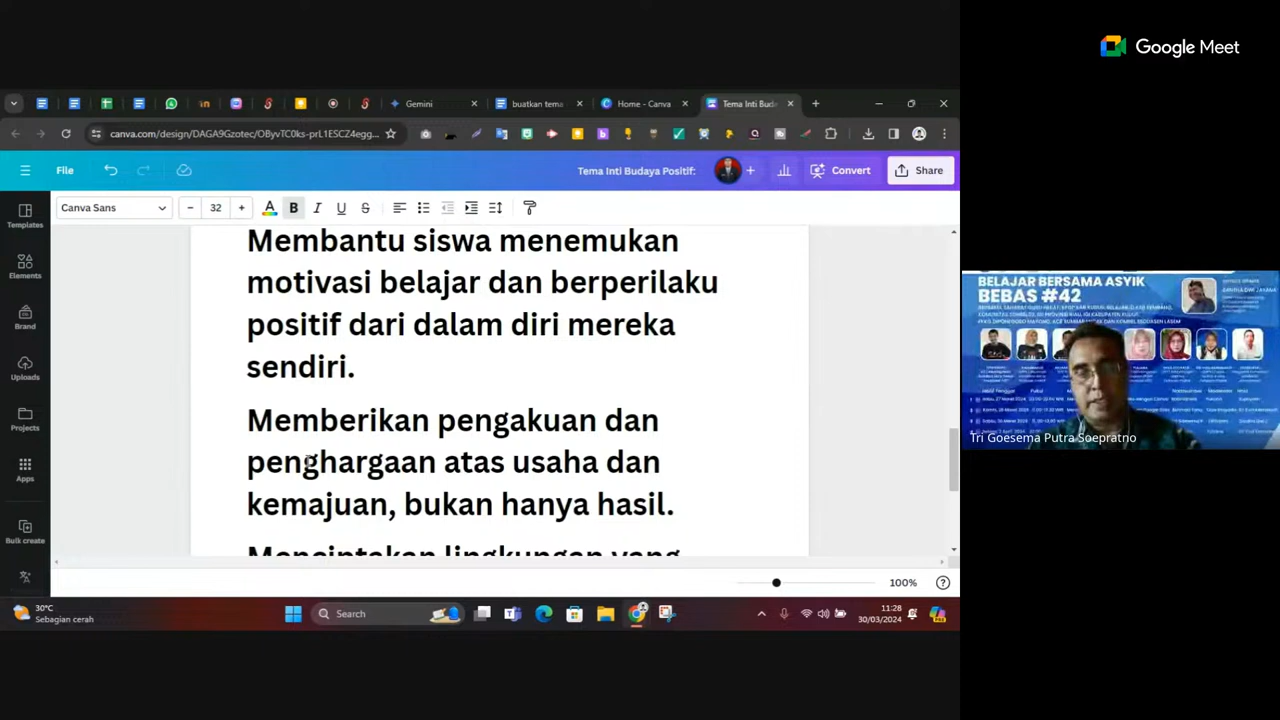 Google Meet
Gemini
buatkan tema
Home - Canva
Tema Inti Buda
canva.com/design/DAGA9Gzotec/OByvTC0ks-prL1ESCZ4egg...
File
Tema Inti Budaya Positif:
Convert
Share
Canva Sans
32
Templates
Elements
Brand
Uploads
Projects
Apps
Bulk create
Membantu siswa menemukan
motivasi belajar dan berperilaku
positif dari dalam diri mereka
sendiri.
Memberikan pengakuan dan
penghargaan atas usaha dan
kemajuan, bukan hanya hasil.
Menciptakan lingkungan yang
100%
30°C
Sebagian cerah
Search
11:28
30/03/2024
BELAJAR BERSAMA ASYIK
BEBAS #42
Tri Goesema Putra Soepratno